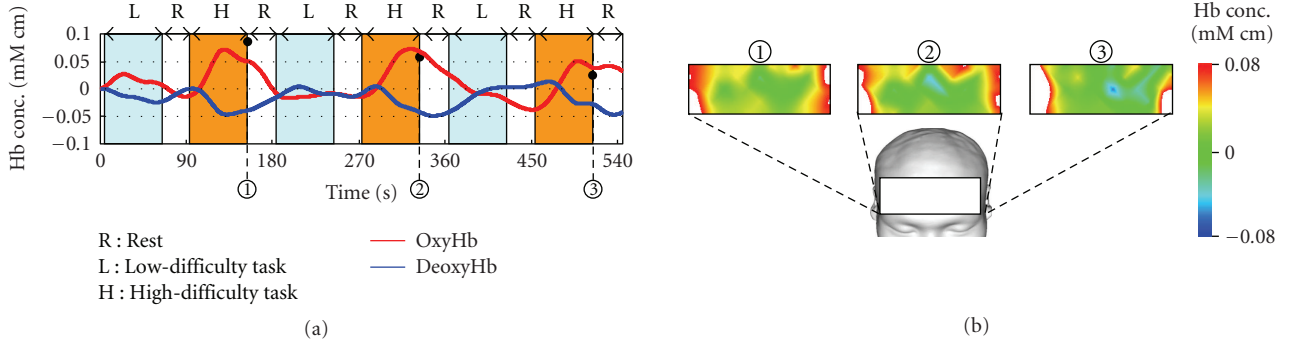 L R H R L R H R L R H R
Hb conc. (mM cm)
0.1
0.05
0
−0.05
−0.1
0 90 180 270 360 450 540
Time (s)
① ② ③
R : Rest
L : Low-difficulty task
H : High-difficulty task
OxyHb
DeoxyHb
(a)
① ② ③
Hb conc.
(mM cm)
0.08
0
−0.08
(b)